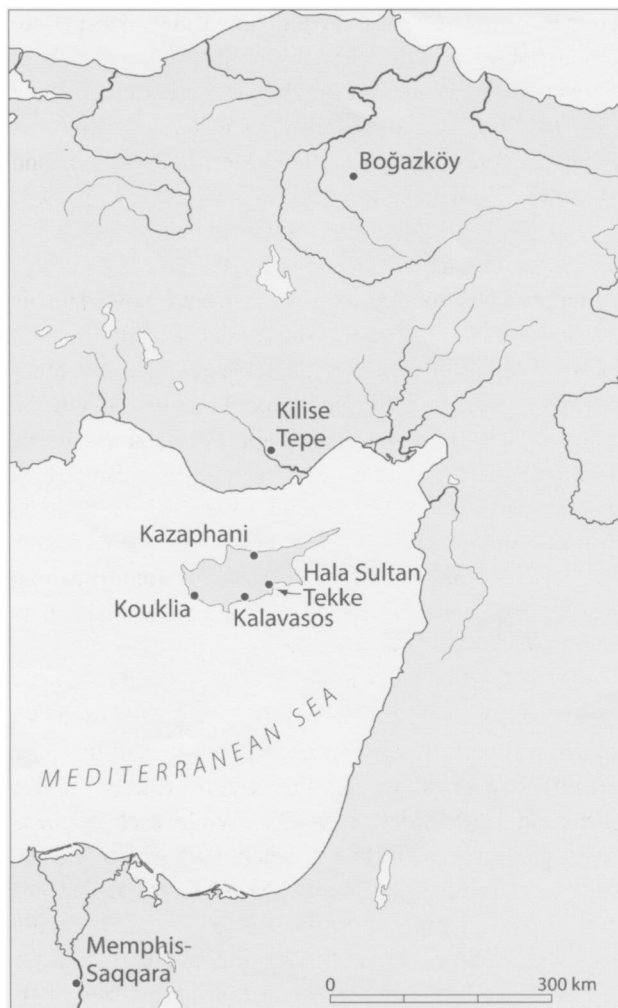 Boğazköy
Kilise
Tepe
Kazaphani
Hala Sultan
Tekke
Kouklia
Kalavasos
MEDITERRANEAN SEA
Memphis-
Saqqara
0
300 km